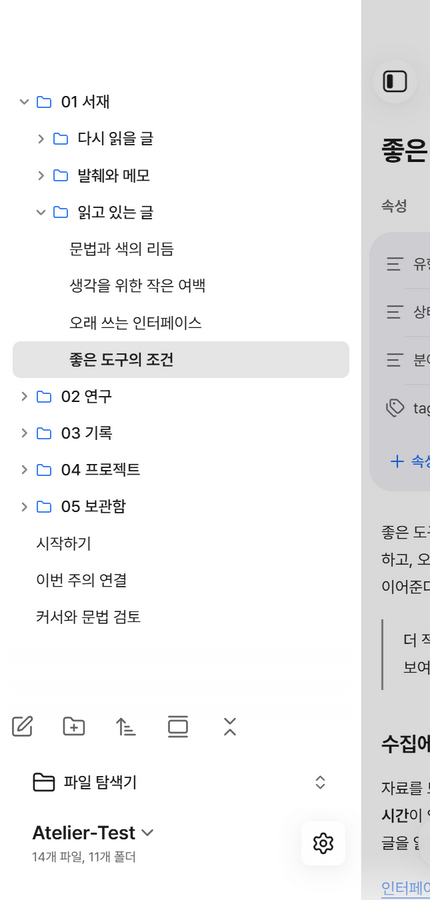 01 서재
다시 읽을 글
발췌와 메모
읽고 있는 글
문법과 색의 리듬
생각을 위한 작은 여백
오래 쓰는 인터페이스
좋은 도구의 조건
02 연구
03 기록
04 프로젝트
05 보관함
시작하기
이번 주의 연결
커서와 문법 검토
파일 탐색기
Atelier-Test
14개 파일, 11개 폴더
좋은
속성
유
상
분
tag
속성
좋은 도
하고, 오
이어준다
더 적
보여
수집에
자료를
시간이
글을 읽
인터페이